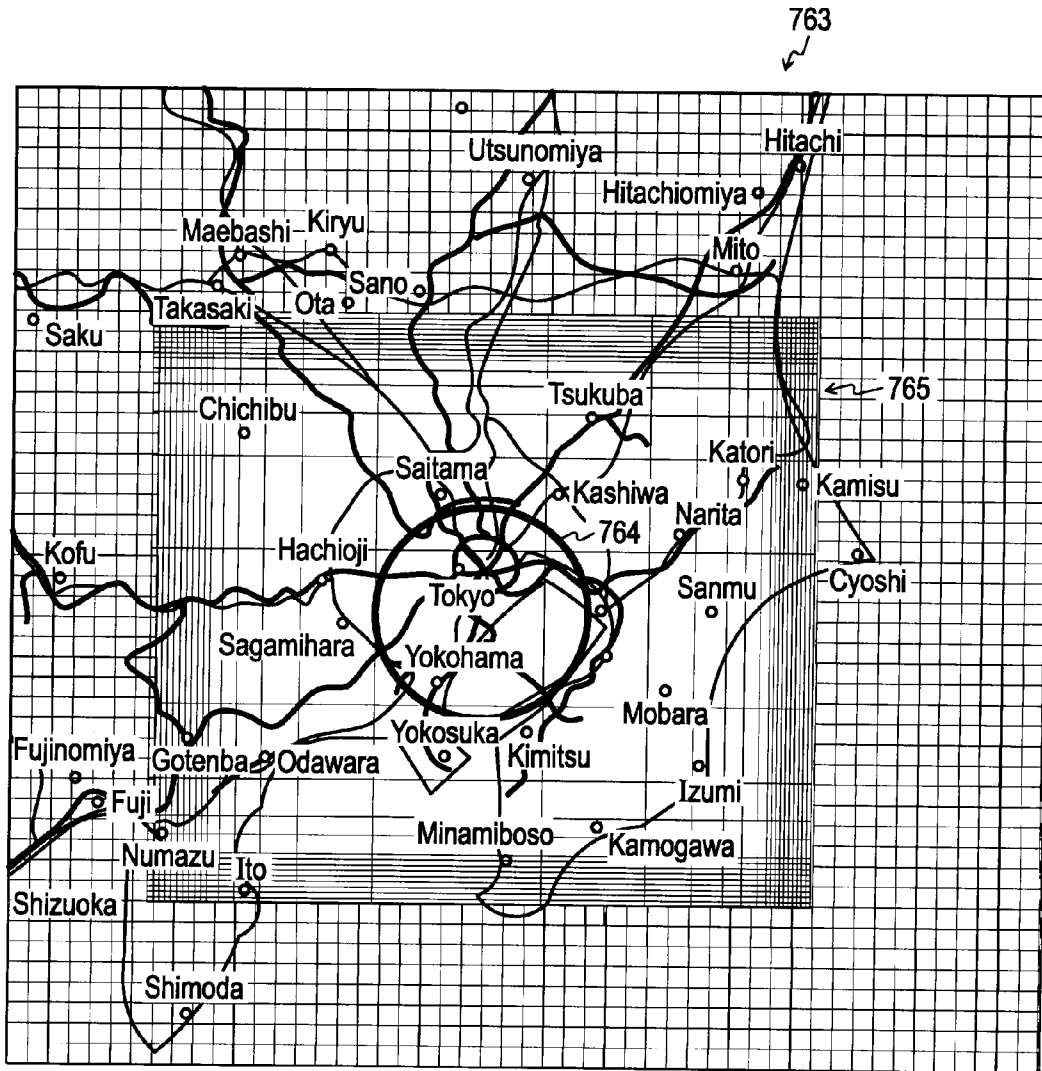 763
Hitachi
Utsunomiya
Hitachiomiya
Kiryu
Maebashi
Mito
Sano
Ota
Takasaki
Saku
765
Tsukuba
Chichibu
Katori
Saitama
Kashiwa
Kamisu
Narita
764
Hachioji
Kofu
Cyoshi
Tokyo
Sanmu
Sagamihara
Yokohama
Mobara
Yokosuka
Fujinomiya
Gotenba
Odawara
Kimitsu
Izumi
Fuji
Minamiboso
Kamogawa
Numazu
Ito
Shizuoka
Shimoda